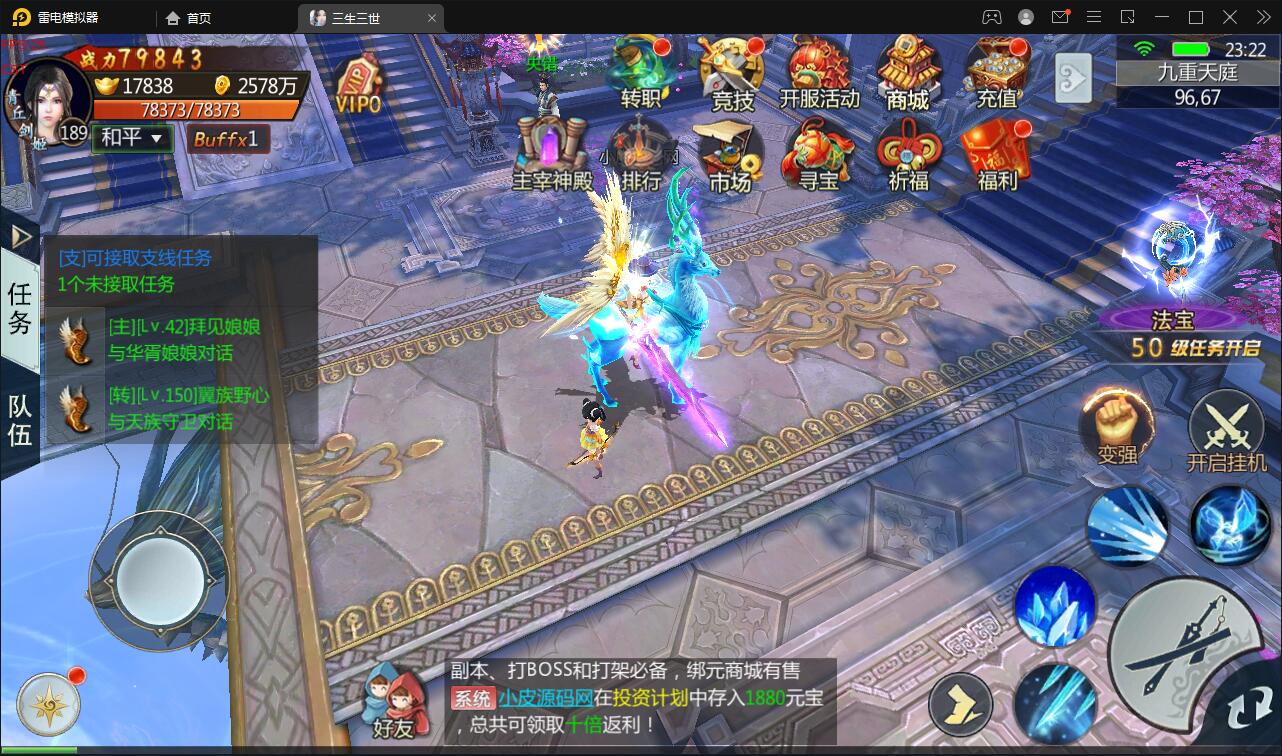 雷电模拟器
首页
三生三世
战力79843
17838
2578万
78373/78373
青丘剑姬
189
和平
Buffx1
VIP0
转职
竞技
开服活动
商城
充值
23:22
九重天庭
96,67
主宰神殿
排行
市场
寻宝
祈福
福利
任务
[支]可接取支线任务
1个未接取任务
[主][Lv.42]拜见娘娘
与华胥娘娘对话
[转][Lv.150]翼族野心
与天族守卫对话
队伍
法宝
50 级任务开启
变强
开启挂机
好友
副本、打BOSS和打架必备，绑元商城有售
系统 小皮源码网在投资计划中存入1880元宝
，总共可领取十倍返利！